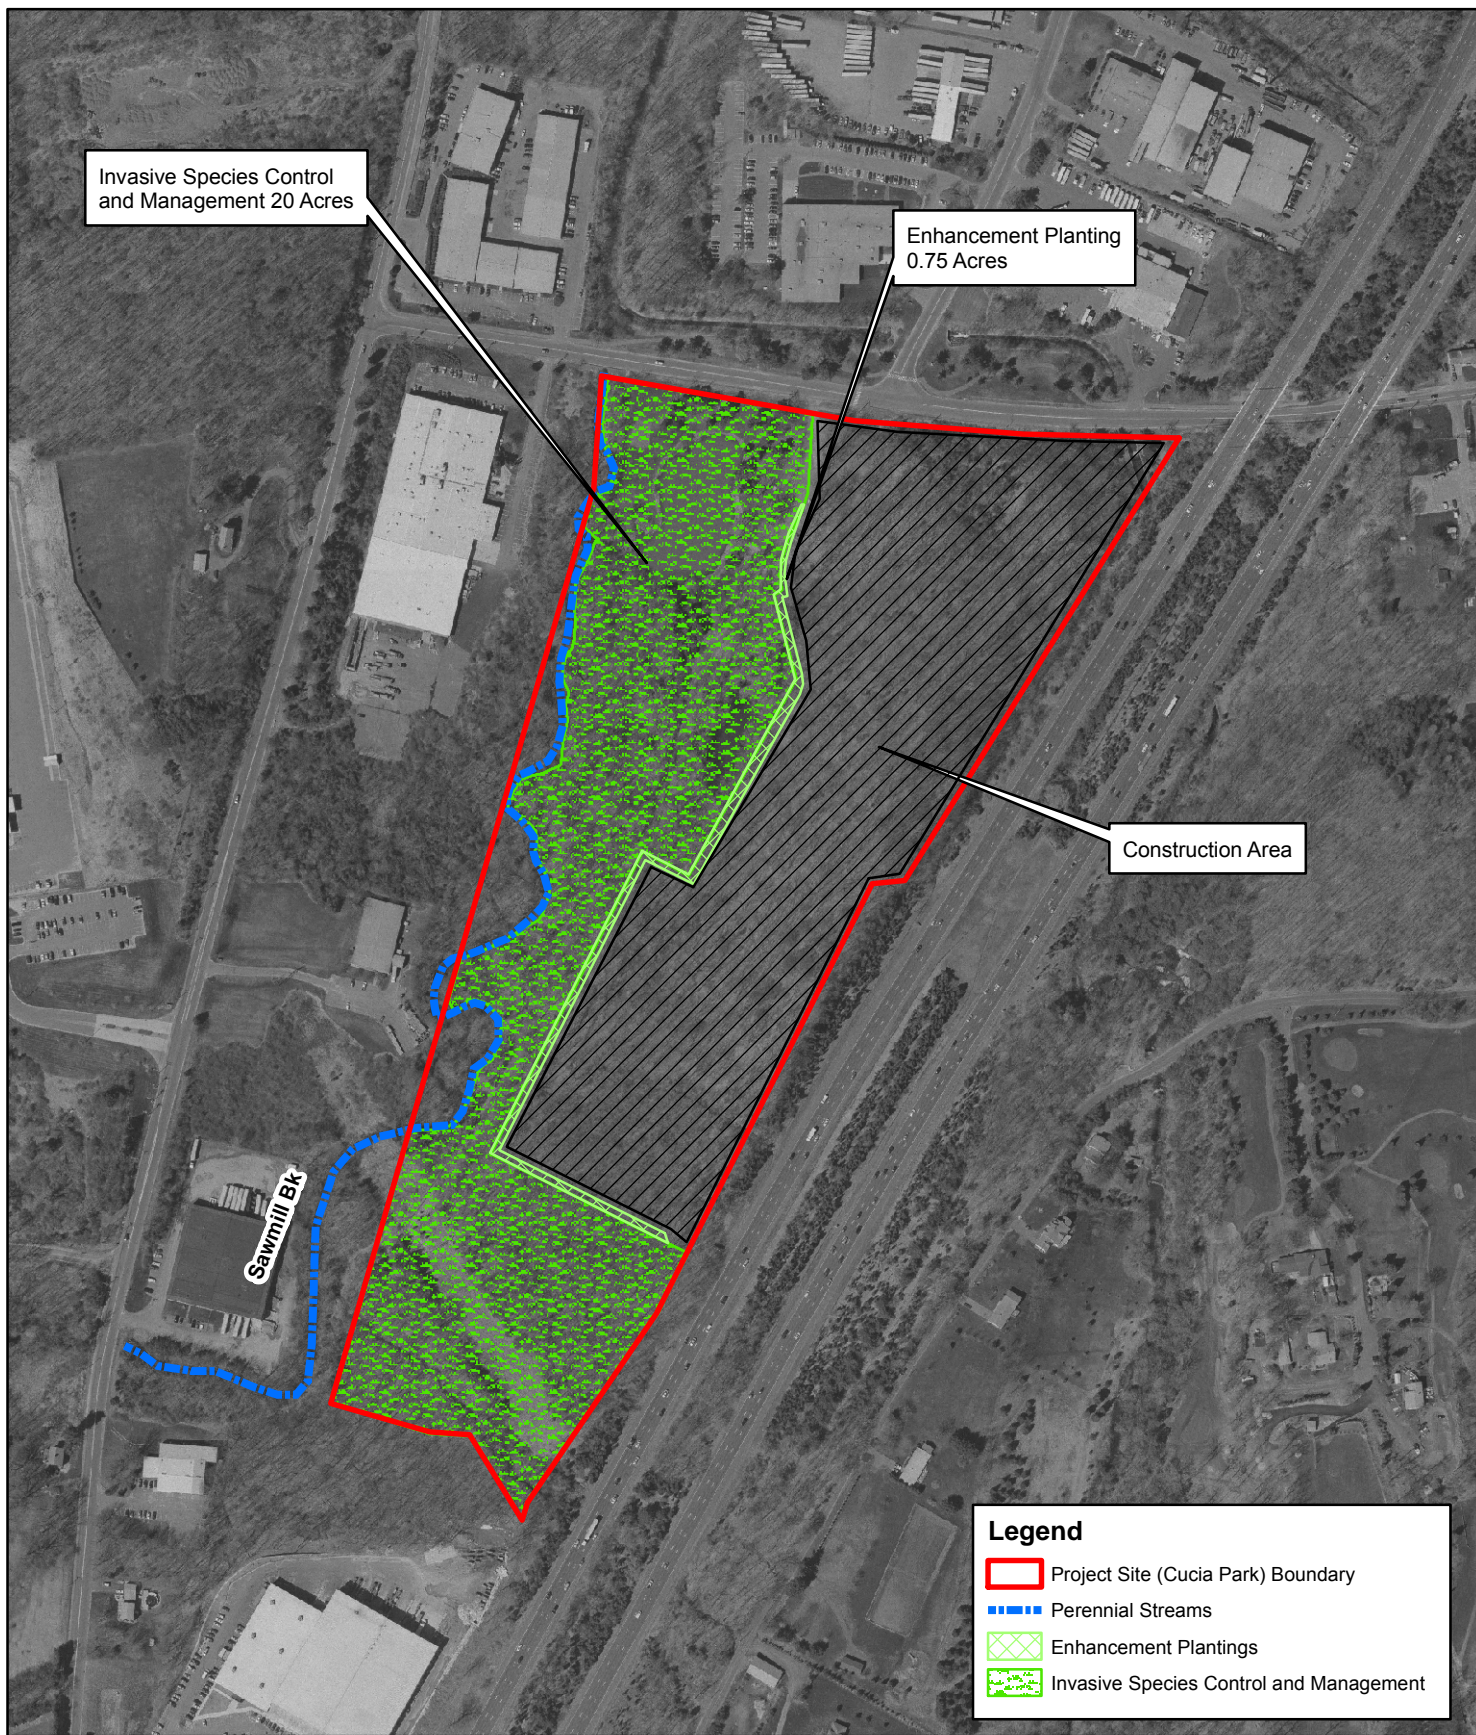 Invasive Species Control
and Management 20 Acres
Enhancement Planting
0.75 Acres
Construction Area
Sawmill Bk
Legend
Project Site (Cucia Park) Boundary
Perennial Streams
Enhancement Plantings
Invasive Species Control and Management